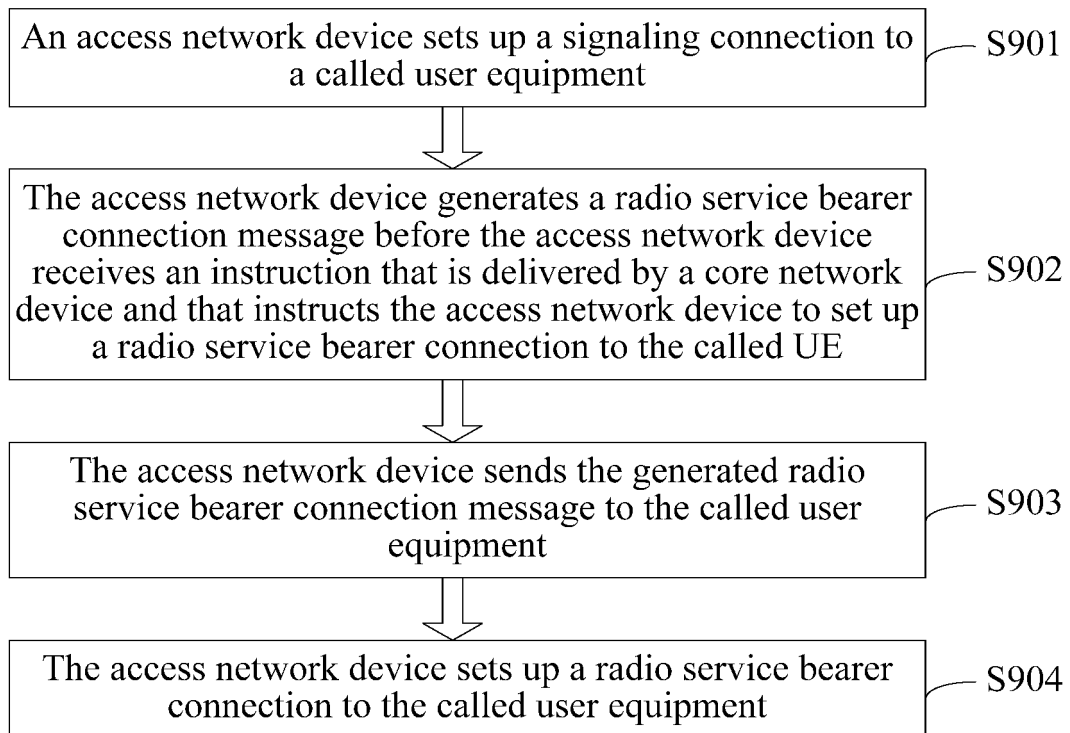 An access network device sets up a signaling connection to
a called user equipment
S901
The access network device generates a radio service bearer
connection message before the access network device
receives an instruction that is delivered by a core network
device and that instructs the access network device to set up
a radio service bearer connection to the called UE
S902
The access network device sends the generated radio
service bearer connection message to the called user
equipment
S903
The access network device sets up a radio service bearer
connection to the called user equipment
S904